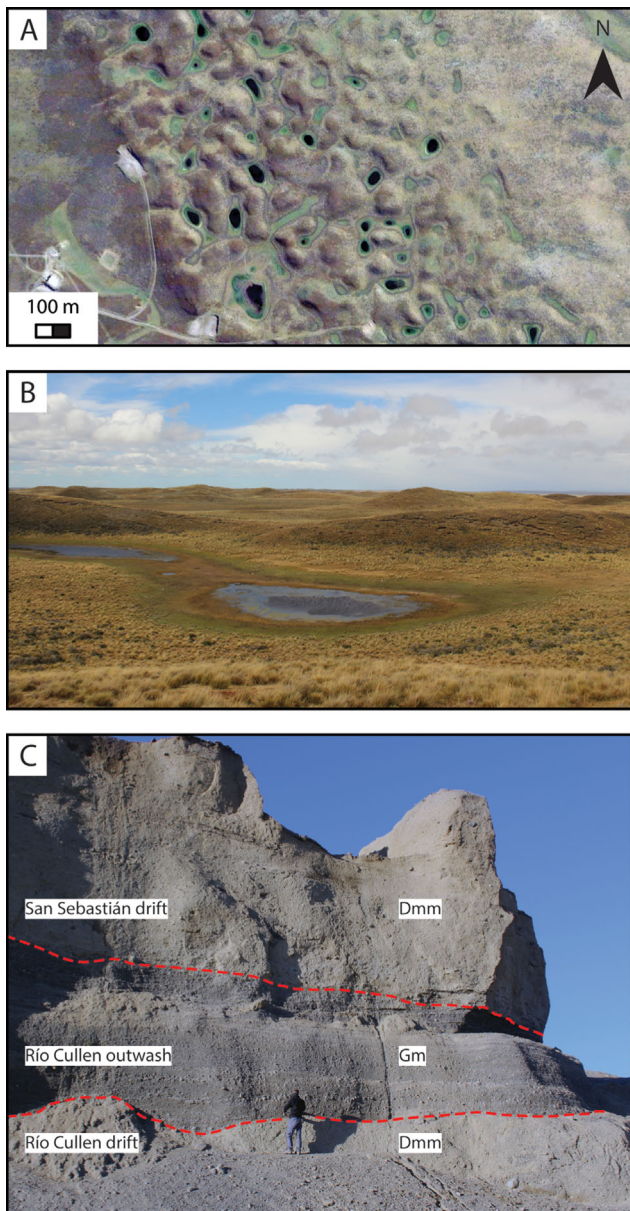 A
N
100 m
B
C
San Sebastián drift
Dmm
Río Cullen outwash
Gm
Río Cullen drift
Dmm